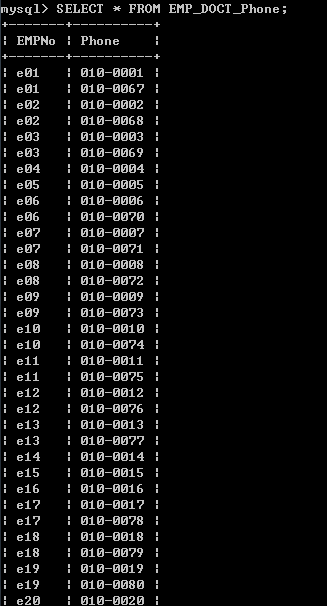 mysql> SELECT * FROM EMP_DOCT_Phone;
+-------+----------+
| EMPNo | Phone    |
+-------+----------+
| e01   | 010-0001 |
| e01   | 010-0067 |
| e02   | 010-0002 |
| e02   | 010-0068 |
| e03   | 010-0003 |
| e03   | 010-0069 |
| e04   | 010-0004 |
| e05   | 010-0005 |
| e06   | 010-0006 |
| e06   | 010-0070 |
| e07   | 010-0007 |
| e07   | 010-0071 |
| e08   | 010-0008 |
| e08   | 010-0072 |
| e09   | 010-0009 |
| e09   | 010-0073 |
| e10   | 010-0010 |
| e10   | 010-0074 |
| e11   | 010-0011 |
| e11   | 010-0075 |
| e12   | 010-0012 |
| e12   | 010-0076 |
| e13   | 010-0013 |
| e13   | 010-0077 |
| e14   | 010-0014 |
| e15   | 010-0015 |
| e16   | 010-0016 |
| e17   | 010-0017 |
| e17   | 010-0078 |
| e18   | 010-0018 |
| e18   | 010-0079 |
| e19   | 010-0019 |
| e19   | 010-0080 |
| e20   | 010-0020 |